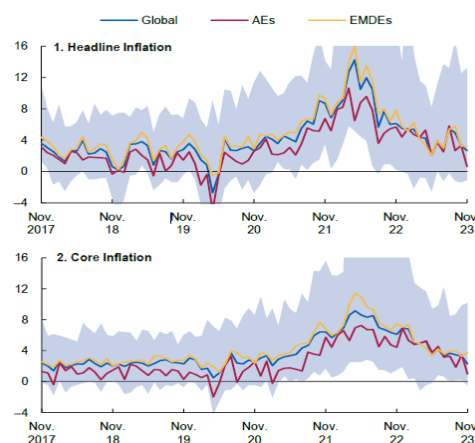 Global AEs EMDEs
16
1. Headline Inflation
12
8
4
0
−4
Nov. Nov. Nov. Nov. Nov. Nov. Nov.
2017 18 19 20 21 22 23
16
2. Core Inflation
12
8
4
0
−4
Nov. Nov. Nov. Nov. Nov. Nov. Nov.
2017 18 19 20 21 22 23